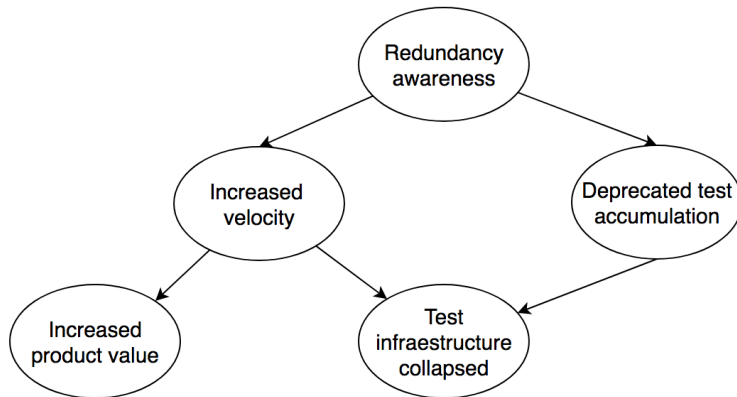 Redundancy
awareness
Increased
velocity
Deprecated test
accumulation
Increased
product value
Test
infraestructure
collapsed